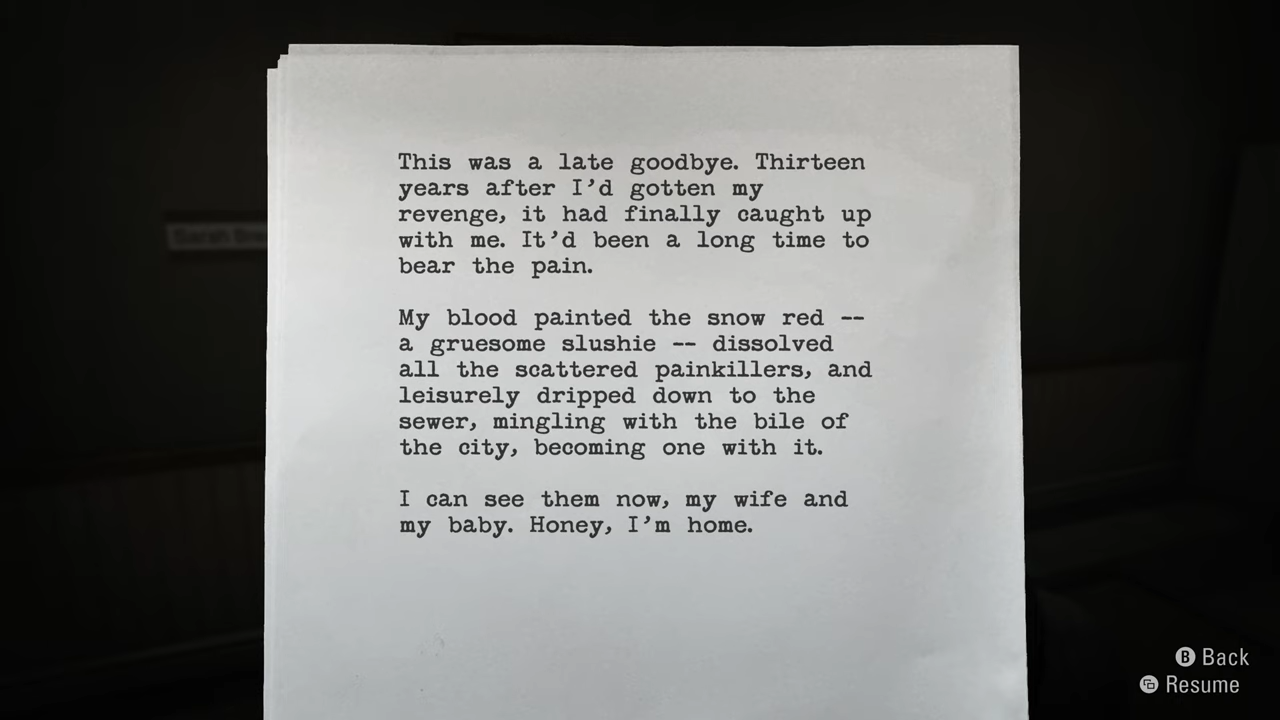 This was a late goodbye. Thirteen
years after I'd gotten my
revenge, it had finally caught up
with me. It'd been a long time to
bear the pain.
My blood painted the snow red --
a gruesome slushie -- dissolved
all the scattered painkillers, and
leisurely dripped down to the
sewer, mingling with the bile of
the city, becoming one with it.
I can see them now, my wife and
my baby. Honey, I'm home.
Sarah
B Back
Resume